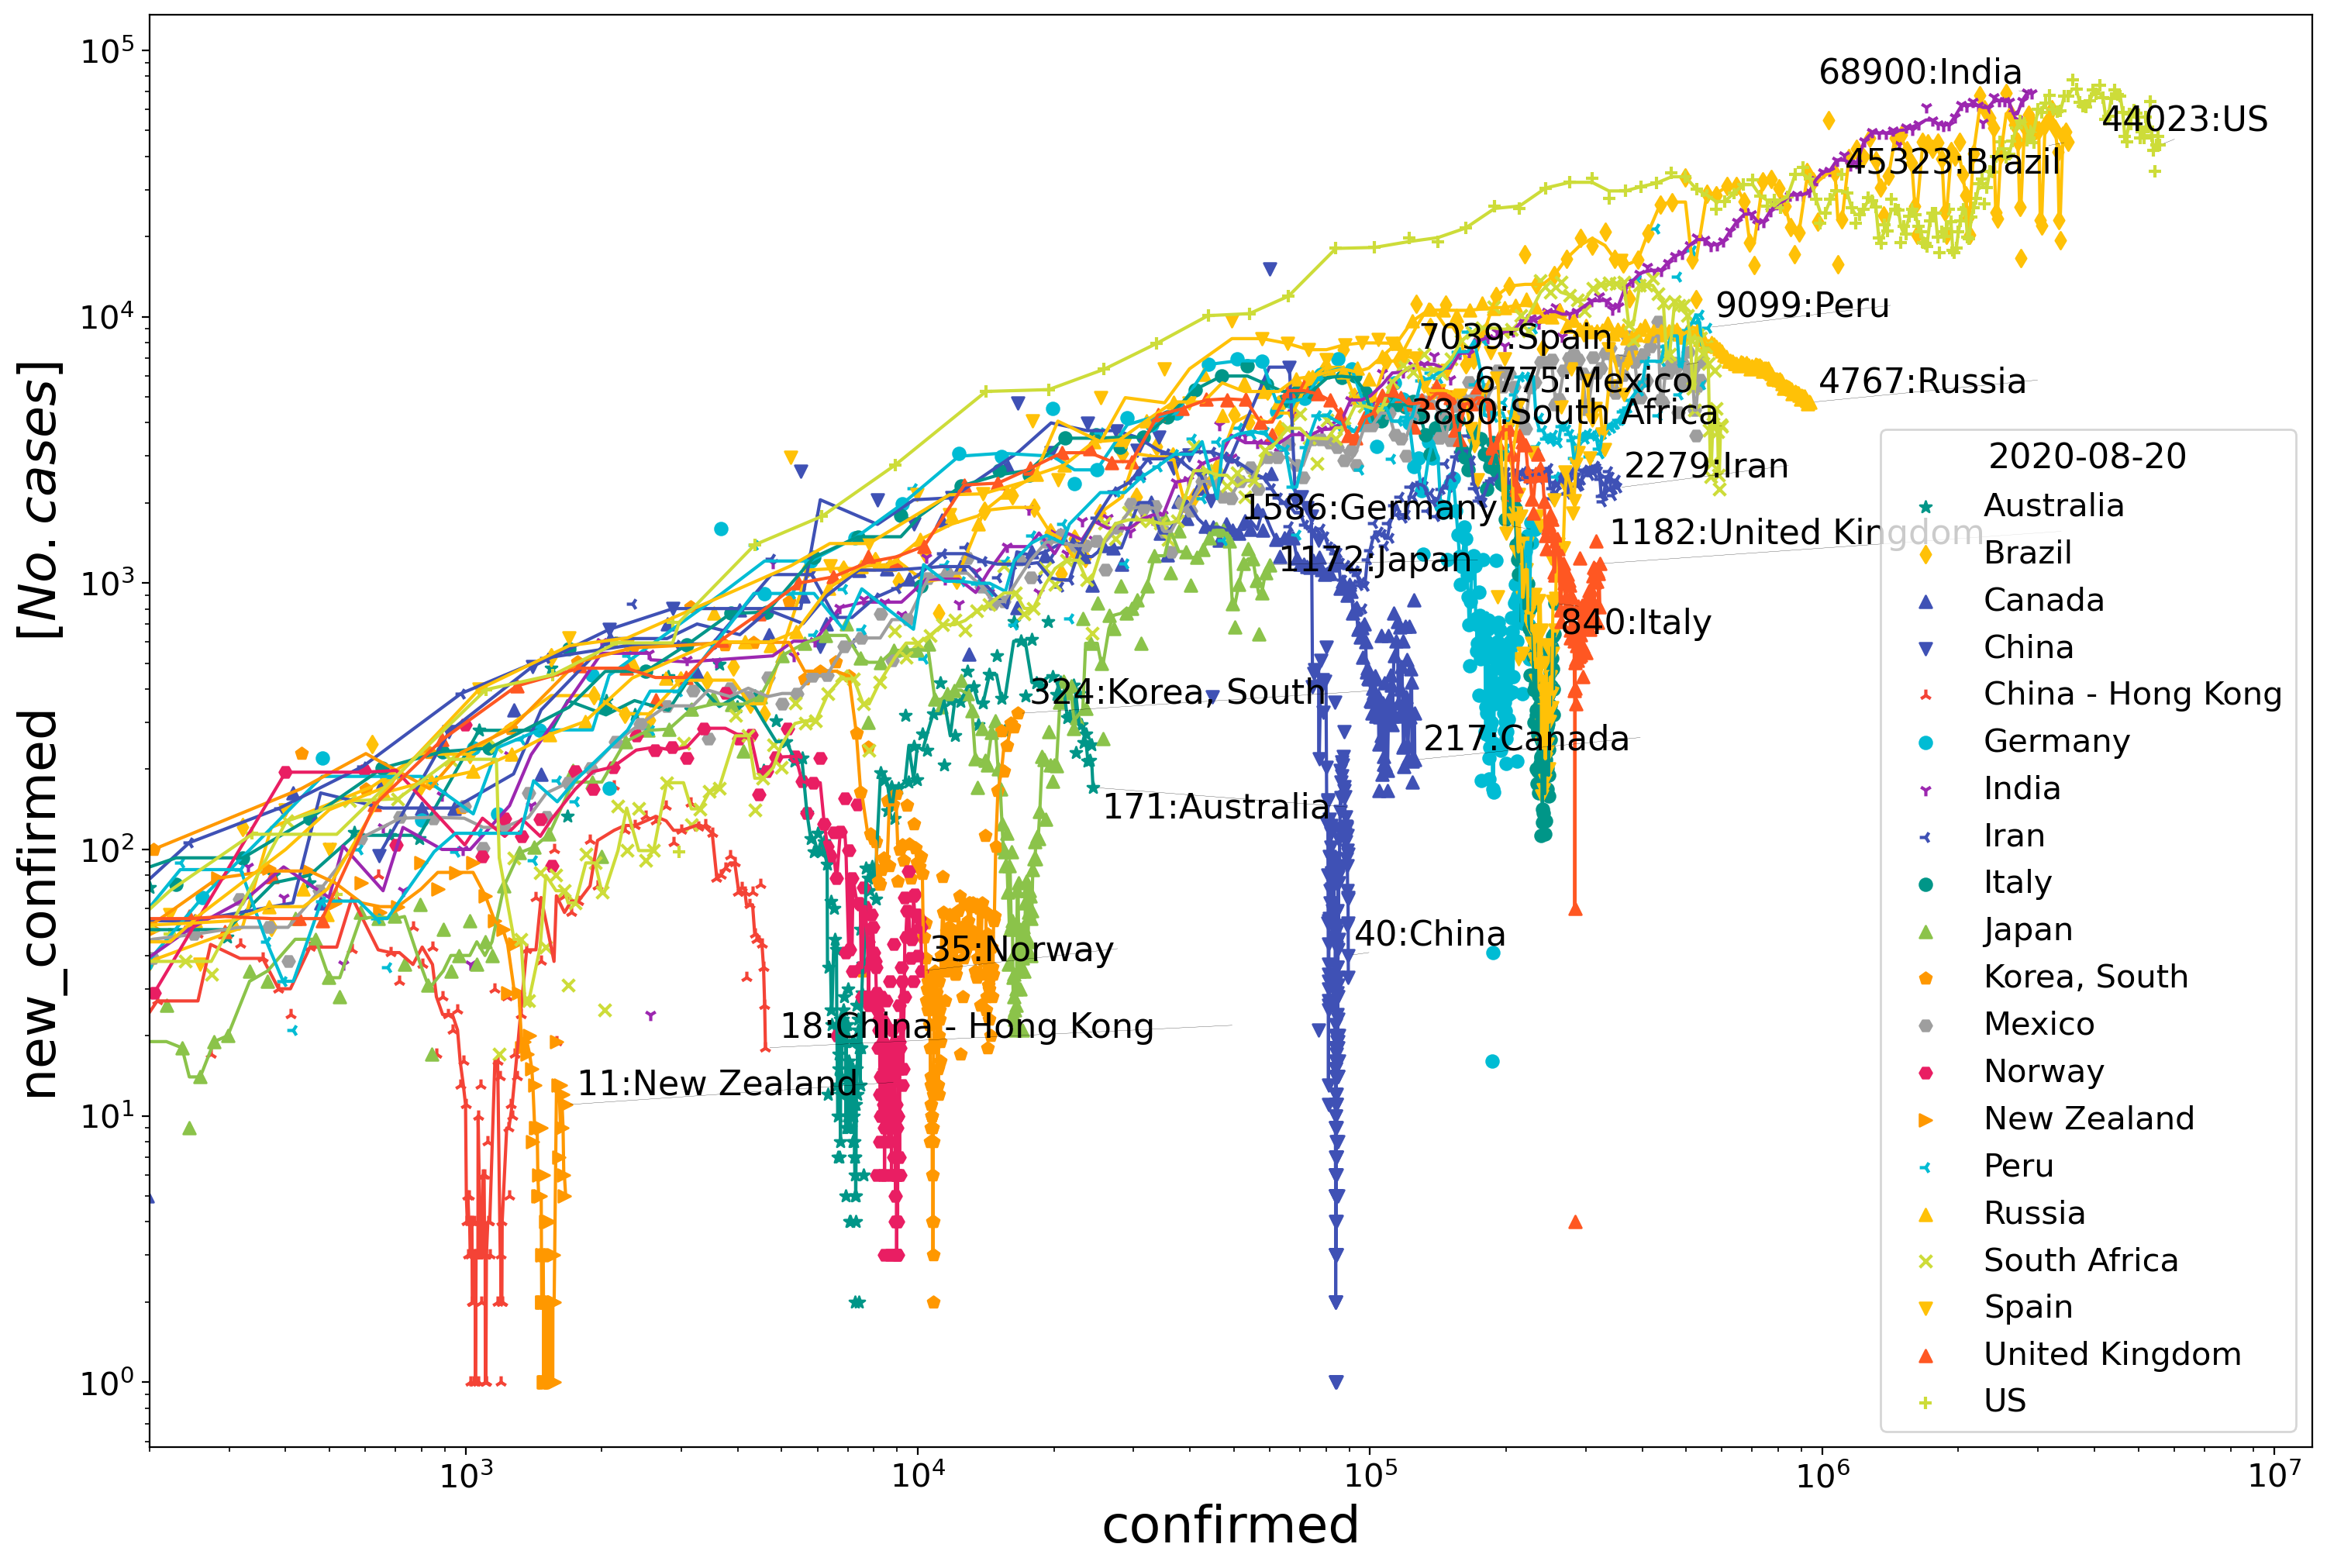 10^5
10^4
10^3
10^2
10^1
10^0
new_confirmed [No. cases]
68900:India
44023:US
45323:Brazil
9099:Peru
7039:Spain
6775:Mexico
4767:Russia
3880:South Africa
2279:Iran
1586:Germany
1182:United Kingdom
1172:Japan
840:Italy
324:Korea, South
217:Canada
171:Australia
40:China
35:Norway
18:China - Hong Kong
11:New Zealand
2020-08-20
Australia
Brazil
Canada
China
China - Hong Kong
Germany
India
Iran
Italy
Japan
Korea, South
Mexico
Norway
New Zealand
Peru
Russia
South Africa
Spain
United Kingdom
US
10^3
10^4
10^5
10^6
10^7
confirmed